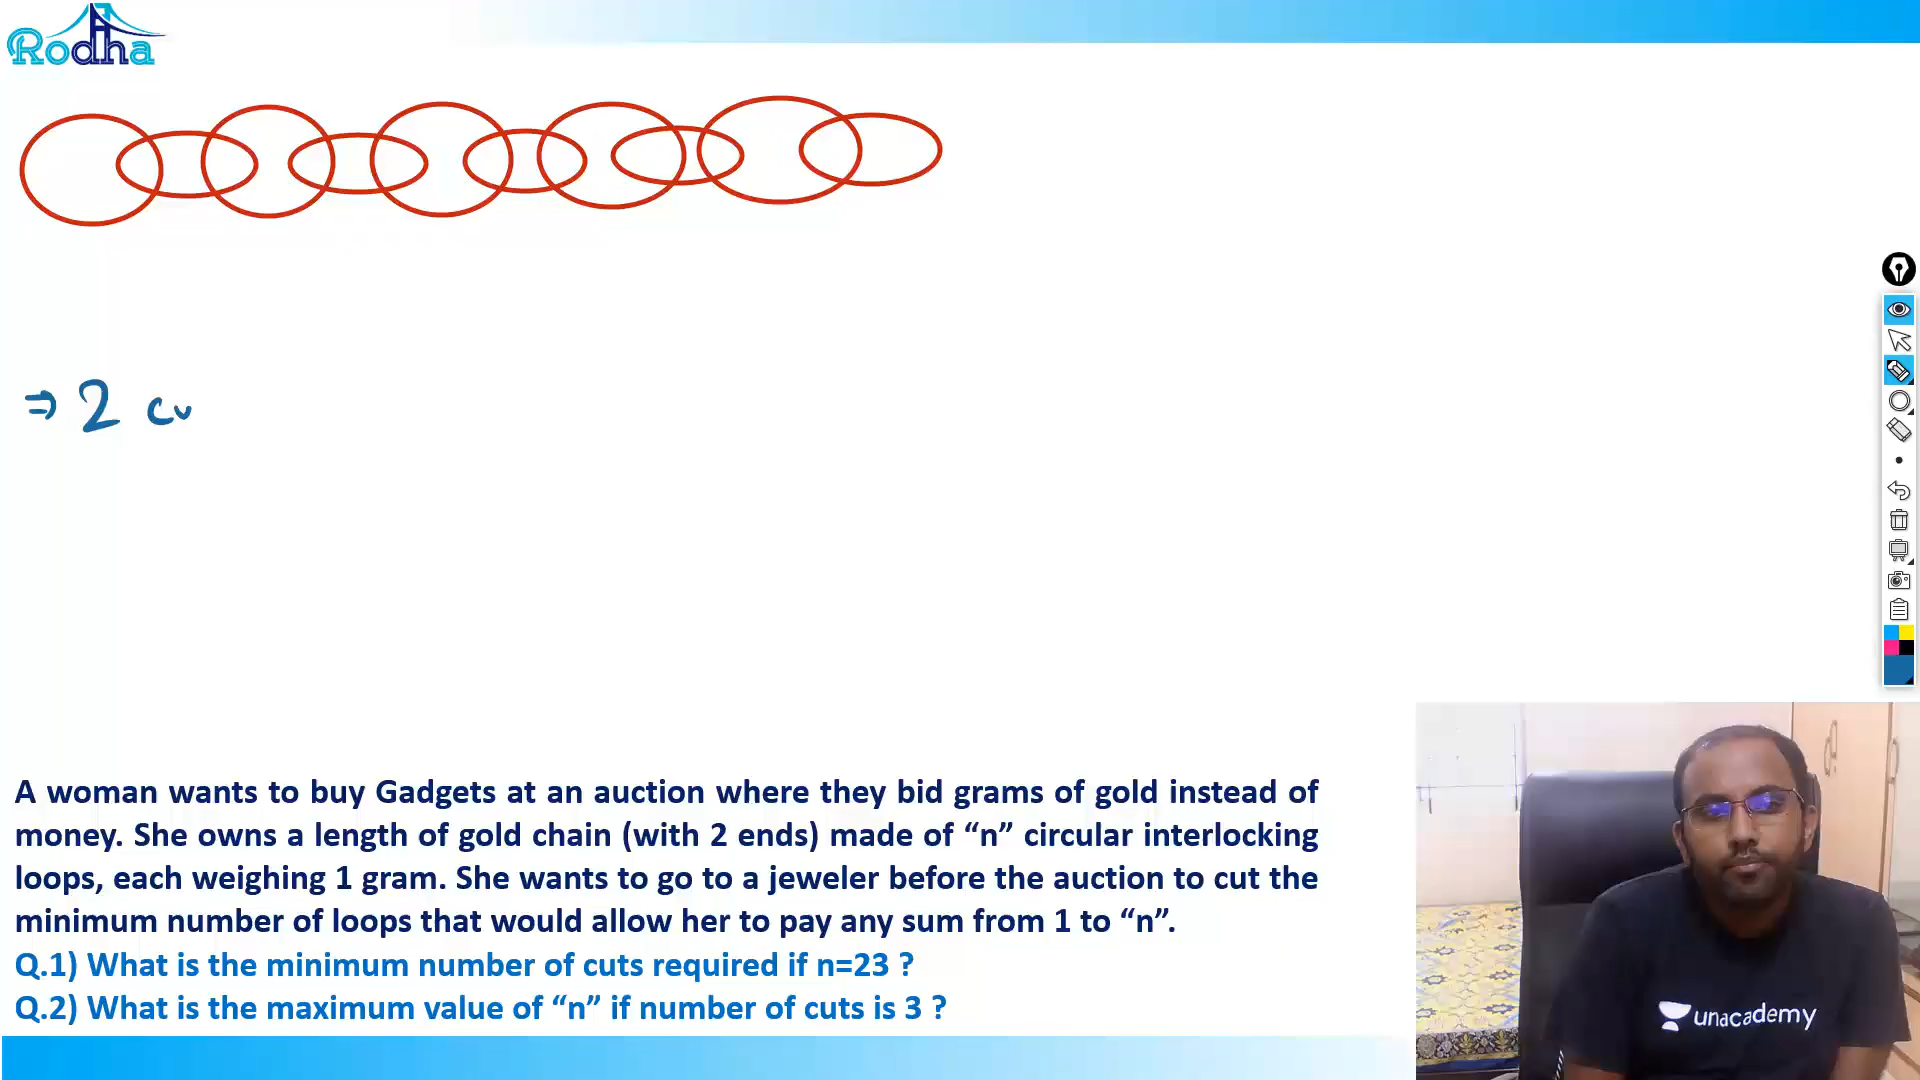 Rodha
⇒ 2 cu
A woman wants to buy Gadgets at an auction where they bid grams of gold instead of
money. She owns a length of gold chain (with 2 ends) made of “n” circular interlocking
loops, each weighing 1 gram. She wants to go to a jeweler before the auction to cut the
minimum number of loops that would allow her to pay any sum from 1 to “n”.
Q.1) What is the minimum number of cuts required if n=23 ?
Q.2) What is the maximum value of “n” if number of cuts is 3 ?
unacademy